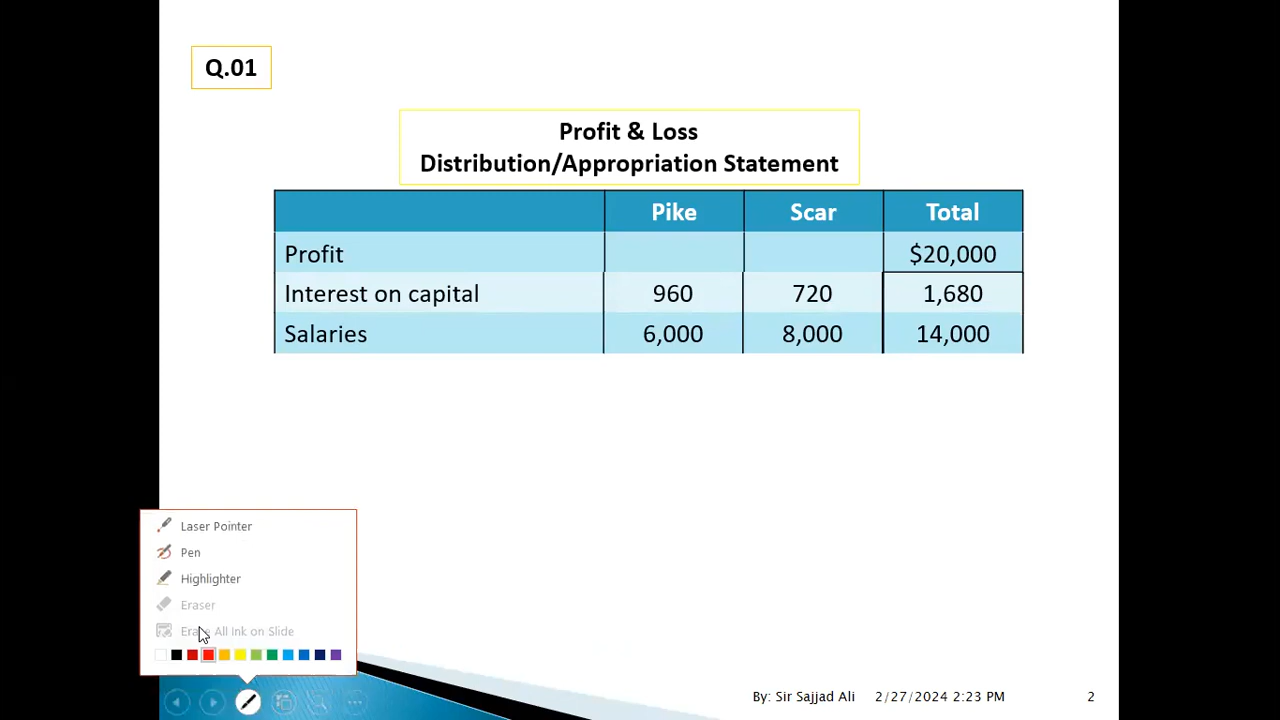 Q.01
Profit & Loss
Distribution/Appropriation Statement
Pike Scar Total
Profit $20,000
Interest on capital 960 720 1,680
Salaries 6,000 8,000 14,000
Laser Pointer
Pen
Highlighter
Eraser
Erase All Ink on Slide
By: Sir Sajjad Ali 2/27/2024 2:23 PM 2